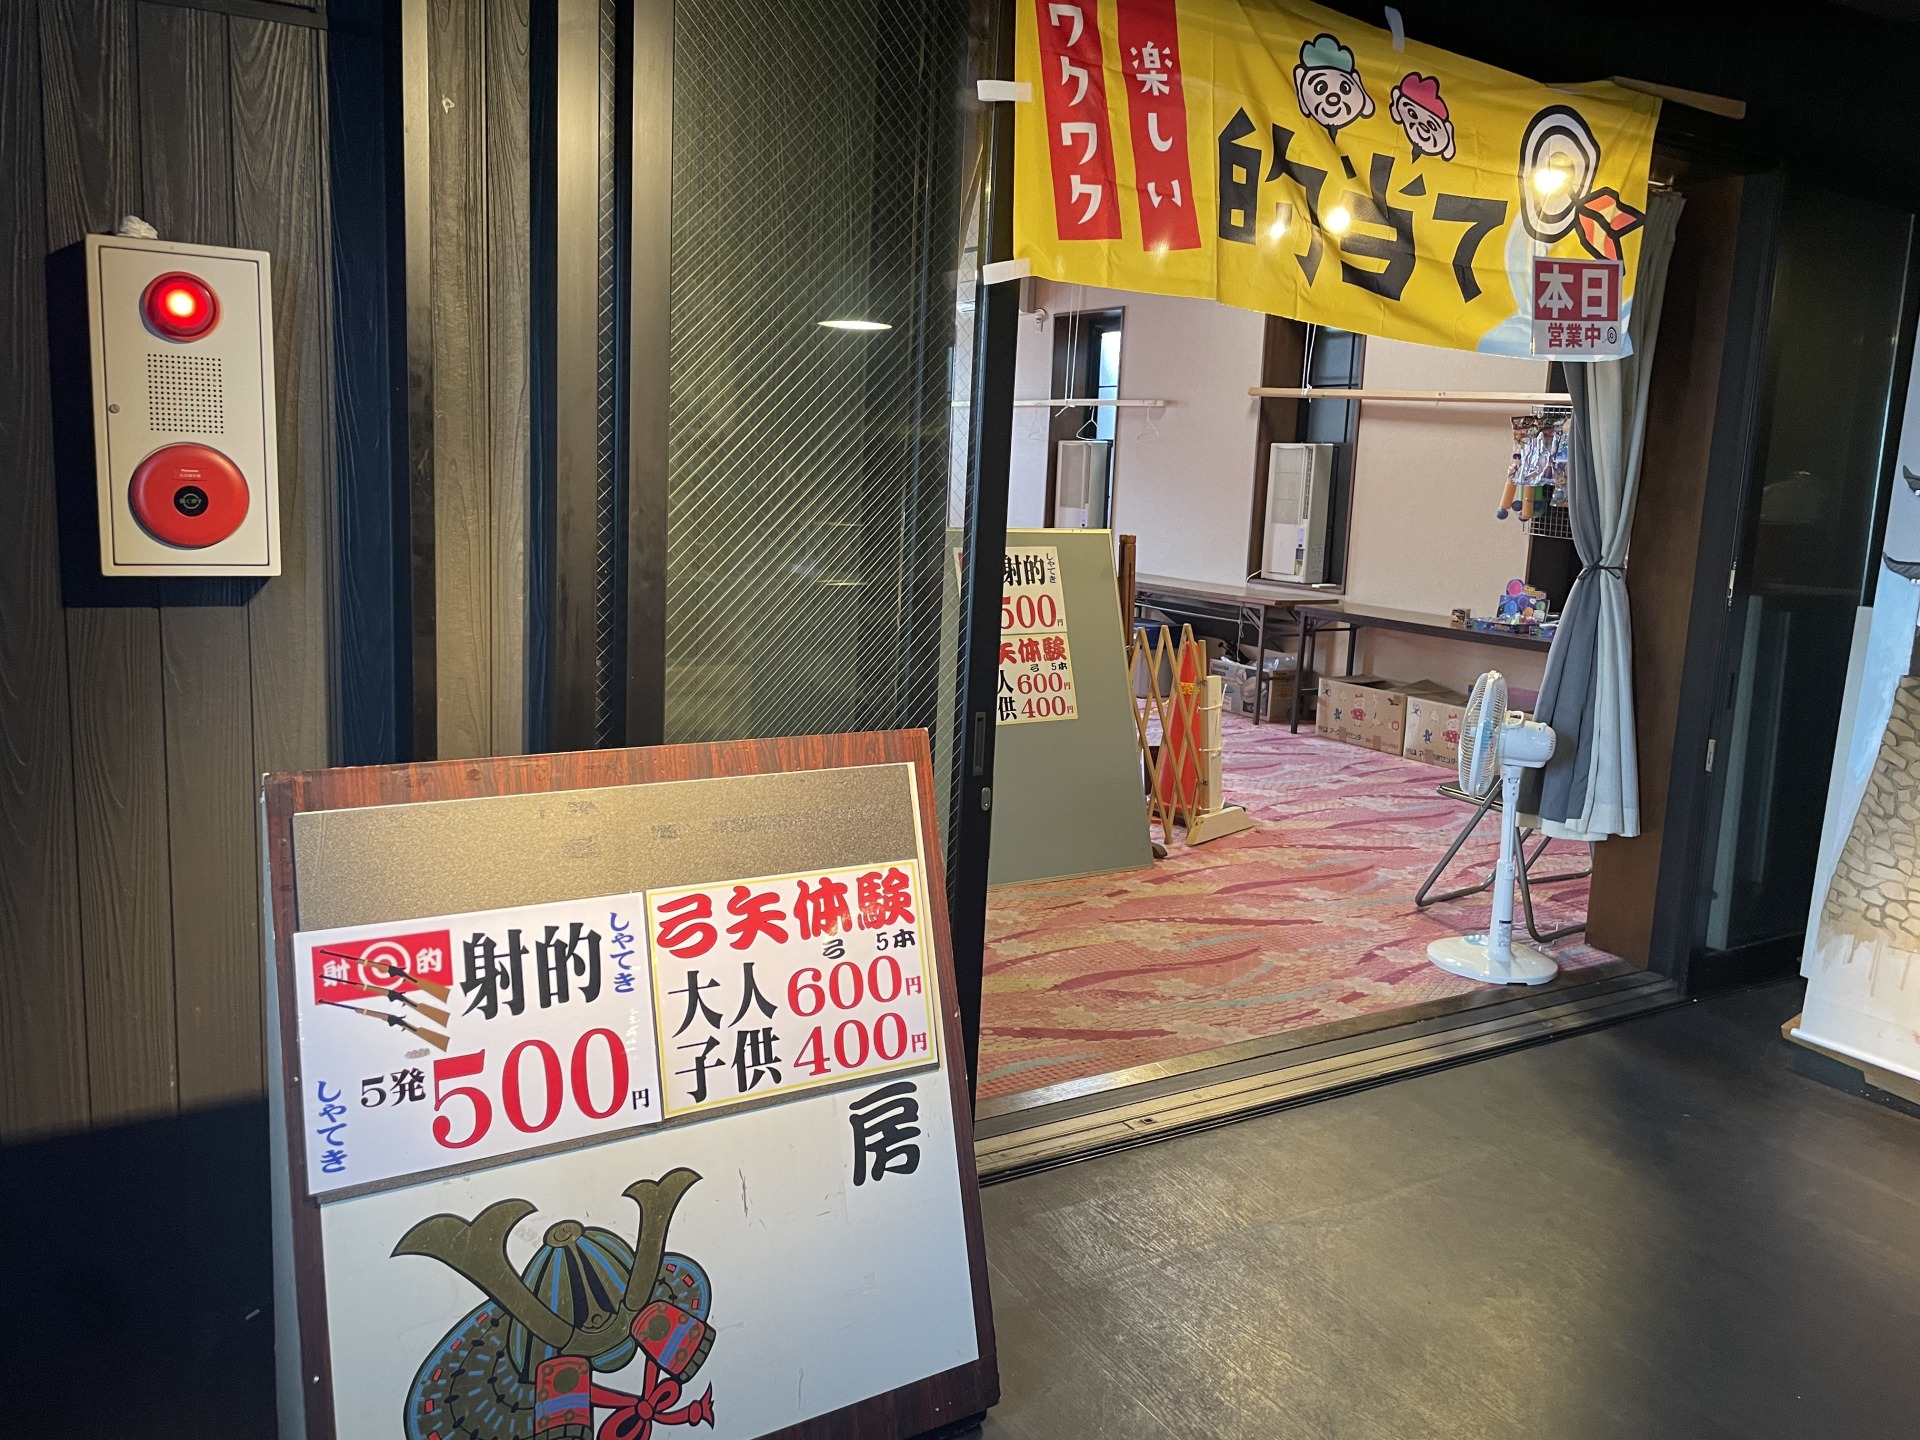 ワクワク
楽しい
的当て
本日
営業中
射的
しゃてき
500円
矢体験
弓 5本
人600円
供400円
射的
射的
しゃてき
5発500円
しゃてき
弓矢体験
弓 5本
大人600円
子供400円
房